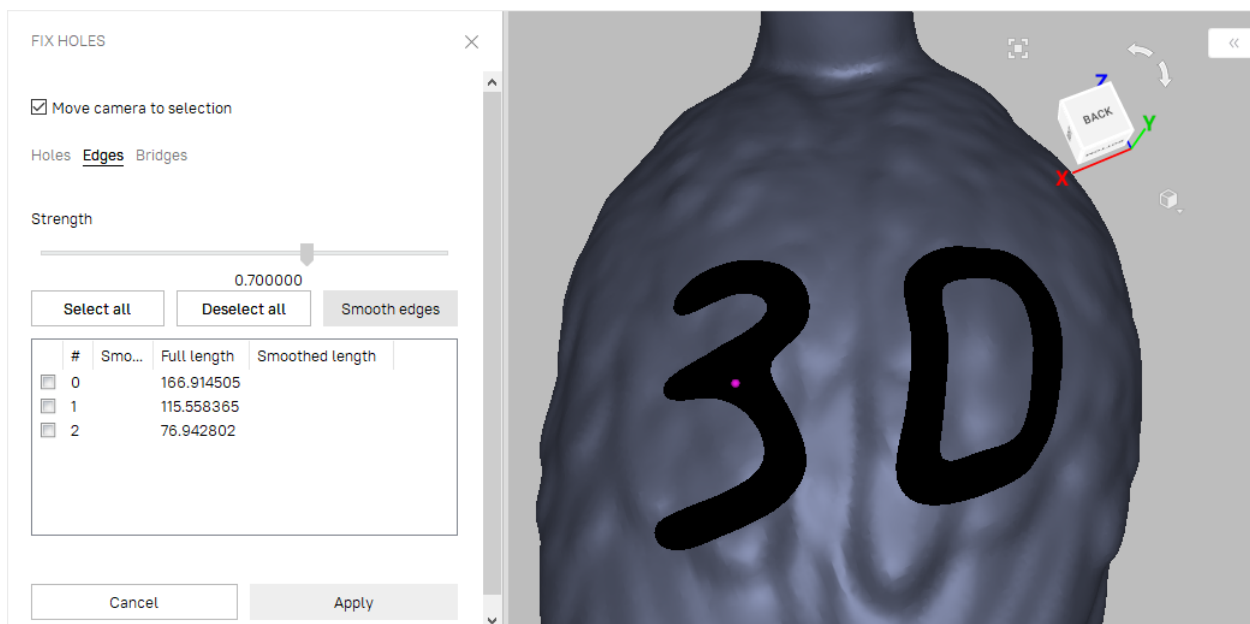 FIX HOLES
Move camera to selection
Holes Edges Bridges
Strength
0.700000
Select all Deselect all Smooth edges
# Smo... Full length Smoothed length
0 166.914505
1 115.558365
2 76.942802
Cancel Apply
Z
BACK
Y
BOTTOM
X
3D